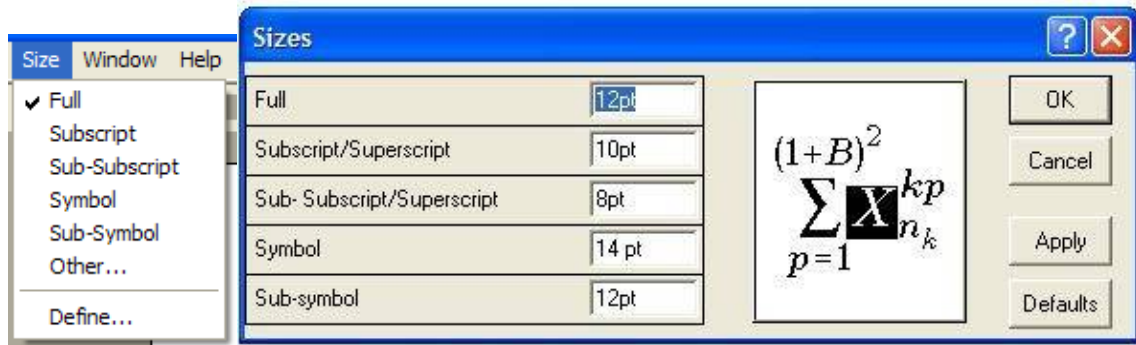 Size Window Help
Full
Subscript
Sub-Subscript
Symbol
Sub-Symbol
Other...
Define...
Sizes
Full 12pt
Subscript/Superscript 10pt
Sub- Subscript/Superscript 8pt
Symbol 14 pt
Sub-symbol 12pt
(1+B)²
∑ X kp
n_k
p=1
OK
Cancel
Apply
Defaults